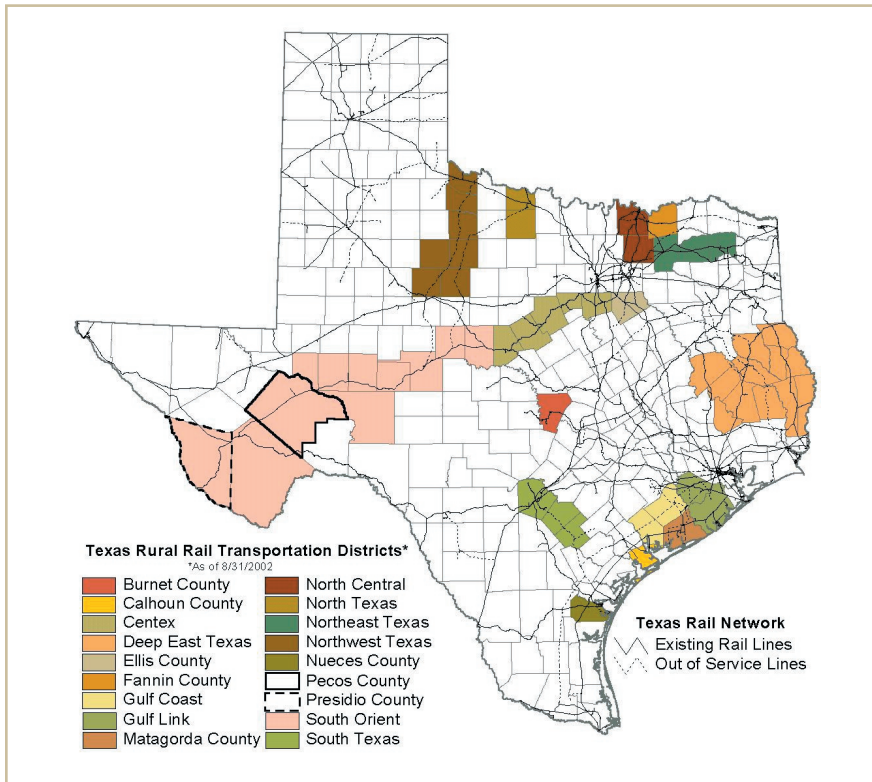 Texas Rural Rail Transportation Districts*
*As of 8/31/2002
Burnet County
Calhoun County
Centex
Deep East Texas
Ellis County
Fannin County
Gulf Coast
Gulf Link
Matagorda County
North Central
North Texas
Northeast Texas
Northwest Texas
Nueces County
Pecos County
Presidio County
South Orient
South Texas
Texas Rail Network
Existing Rail Lines
Out of Service Lines